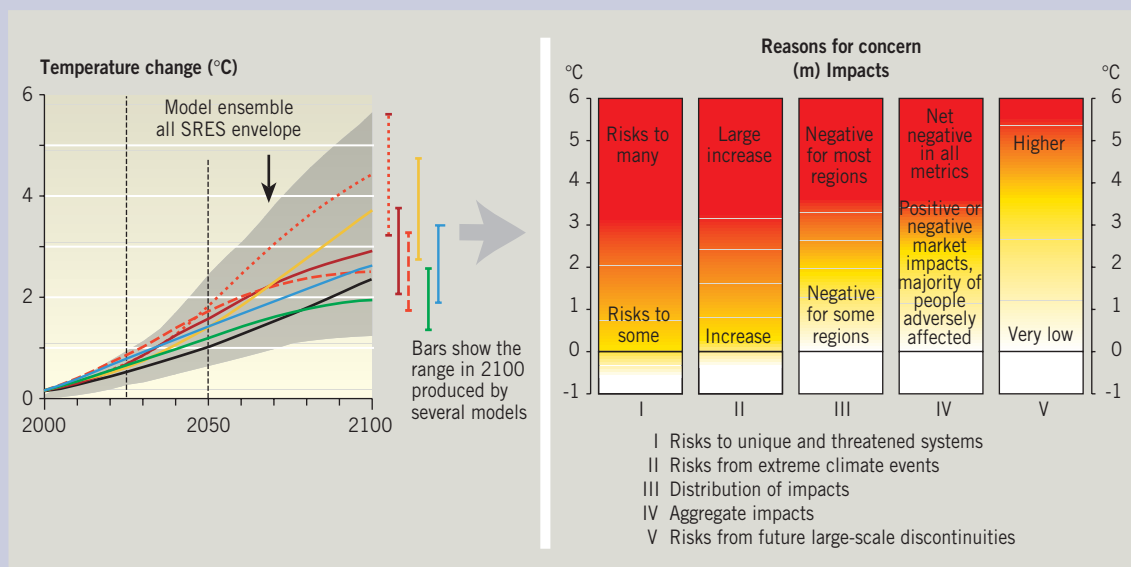 Temperature change (°C)
6
4
2
0
2000
2050
2100
Model ensemble
all SRES envelope
Bars show the
range in 2100
produced by
several models
Reasons for concern
(m) Impacts
°C
°C
6
5
4
3
2
1
0
-1
Risks to
many
Risks to
some
Large
increase
Increase
Negative
for most
regions
Negative
for some
regions
Net
negative
in all
metrics
Positive or
negative
market
impacts,
majority of
people
adversely
affected
Higher
Very low
6
5
4
3
2
1
0
-1
I
II
III
IV
V
I Risks to unique and threatened systems
II Risks from extreme climate events
III Distribution of impacts
IV Aggregate impacts
V Risks from future large-scale discontinuities